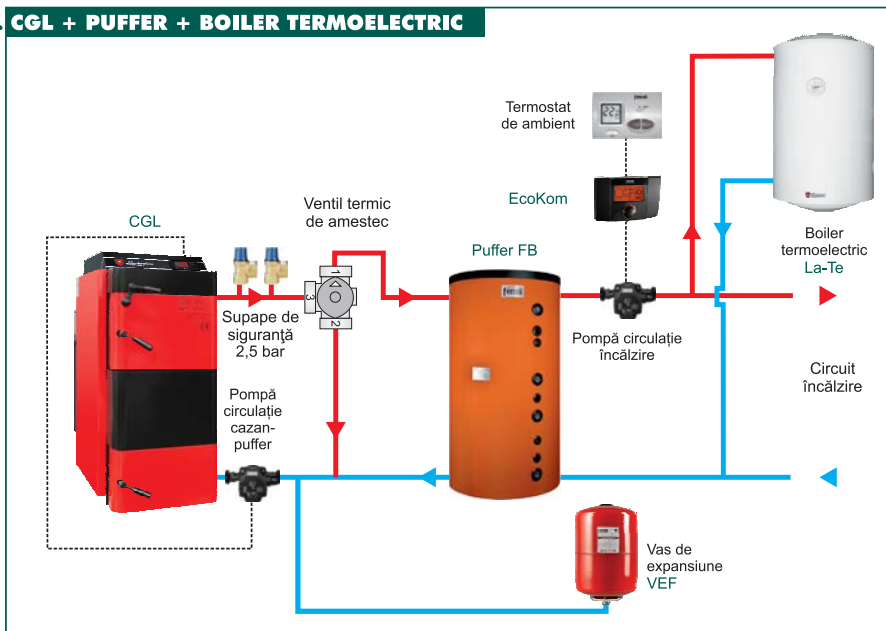 . CGL + PUFFER + BOILER TERMOELECTRIC
Termostat
de ambient
EcoKom
CGL
Ventil termic
de amestec
Puffer FB
Boiler
termoelectric
La-Te
1
3
2
Supape de
siguranţă
2,5 bar
Pompă circulație
încălzire
Circuit
încălzire
Pompă
circulație
cazan-
puffer
Vas de
expansiune
VEF